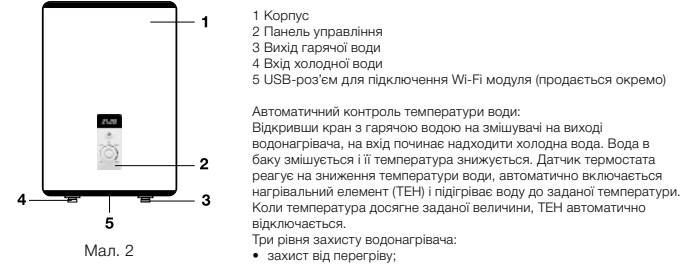 1
2
4
3
5
Мал. 2
1 Корпус
2 Панель управління
3 Вихід гарячої води
4 Вхід холодної води
5 USB-роз’єм для підключення Wi-Fi модуля (продається окремо)
Автоматичний контроль температури води:
Відкривши кран з гарячою водою на змішувачі на виході
водонагрівача, на вхід починає надходити холодна вода. Вода в
баку змішується і її температура знижується. Датчик термостата
реагує на зниження температури води, автоматично включається
нагрівальний елемент (ТЕН) і підігріває воду до заданої температури.
Коли температура досягне заданої величини, ТЕН автоматично
відключається.
Три рівня захисту водонагрівача:
• захист від перегріву;